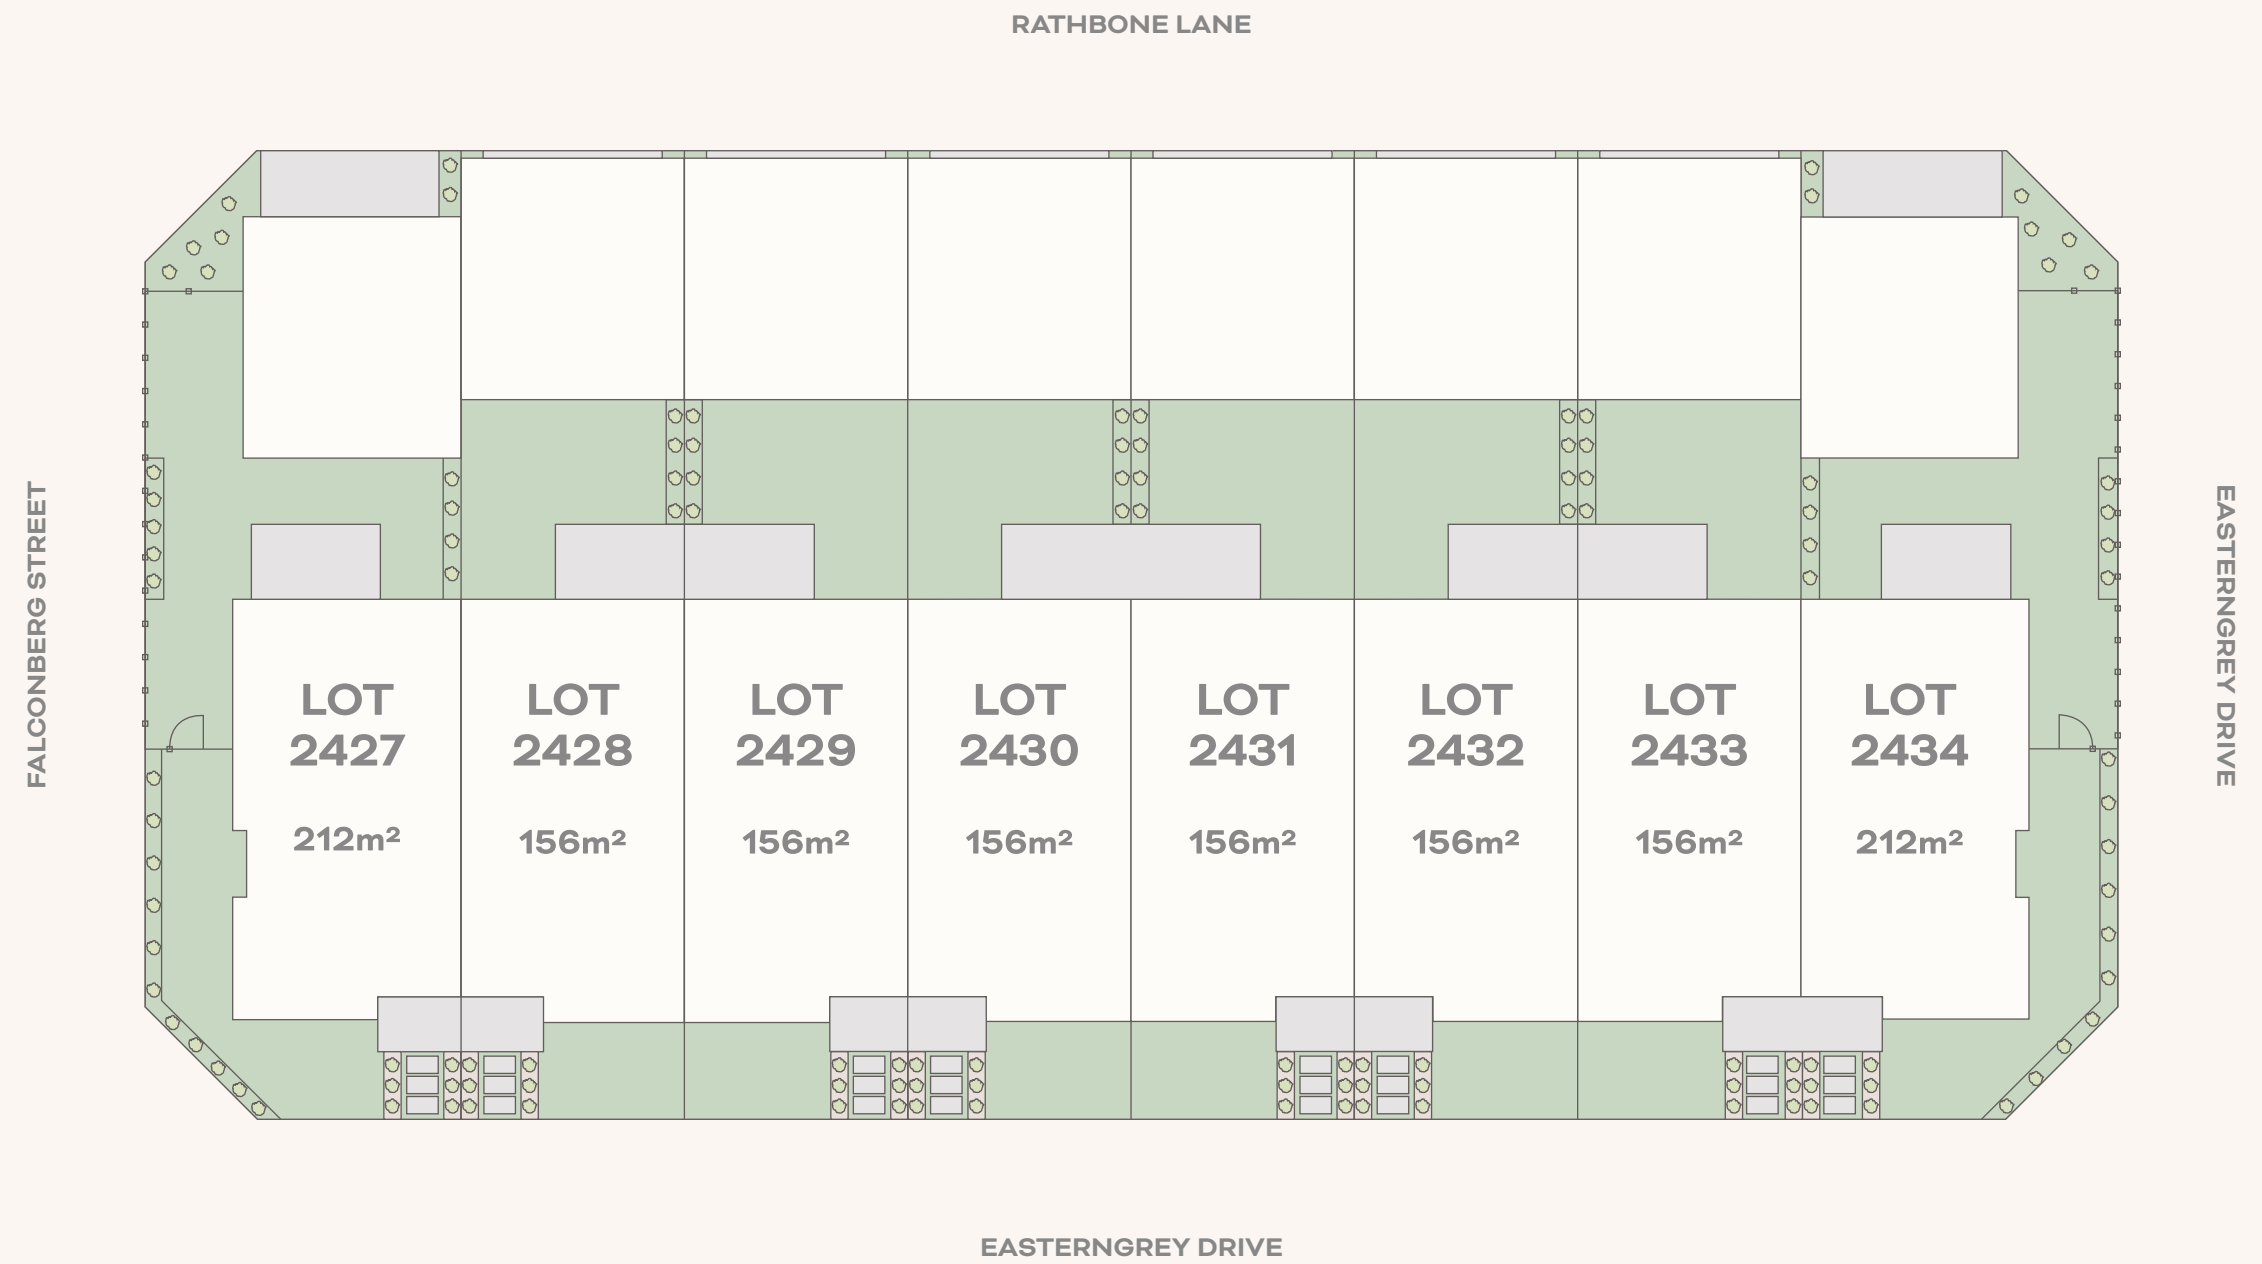 RATHBONE LANE
FALCONBERG STREET
EASTERNGREY DRIVE
LOT
2427
212m²
LOT
2428
156m²
LOT
2429
156m²
LOT
2430
156m²
LOT
2431
156m²
LOT
2432
156m²
LOT
2433
156m²
LOT
2434
212m²
EASTERNGREY DRIVE